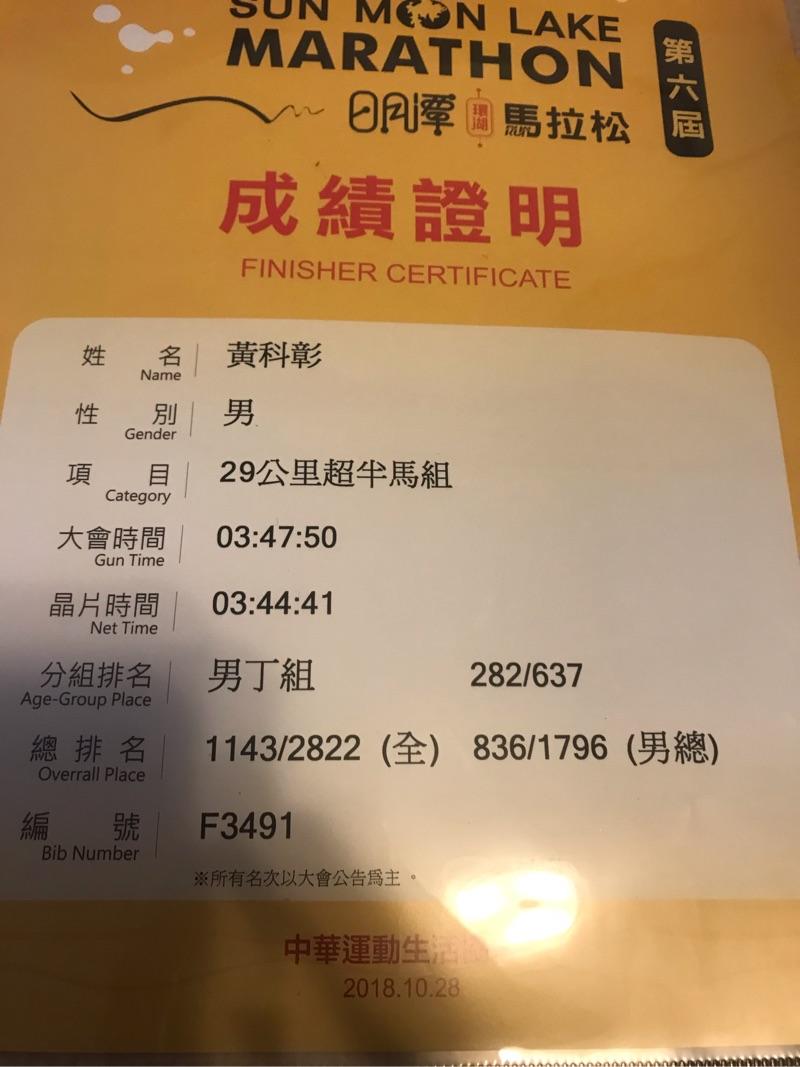 SUN MOON LAKE
MARATHON
第六屆
日月潭 環湖 馬拉松
RUN
成績證明
FINISHER CERTIFICATE
姓名 黃科彰
Name
性別 男
Gender
項目 29公里超半馬組
Category
大會時間 03:47:50
Gun Time
晶片時間 03:44:41
Net Time
分組排名 男丁組 282/637
Age-Group Place
總排名 1143/2822 (全) 836/1796 (男總)
Overrall Place
編號 F3491
Bib Number
※所有名次以大會公告為主。
中華運動生活
2018.10.28